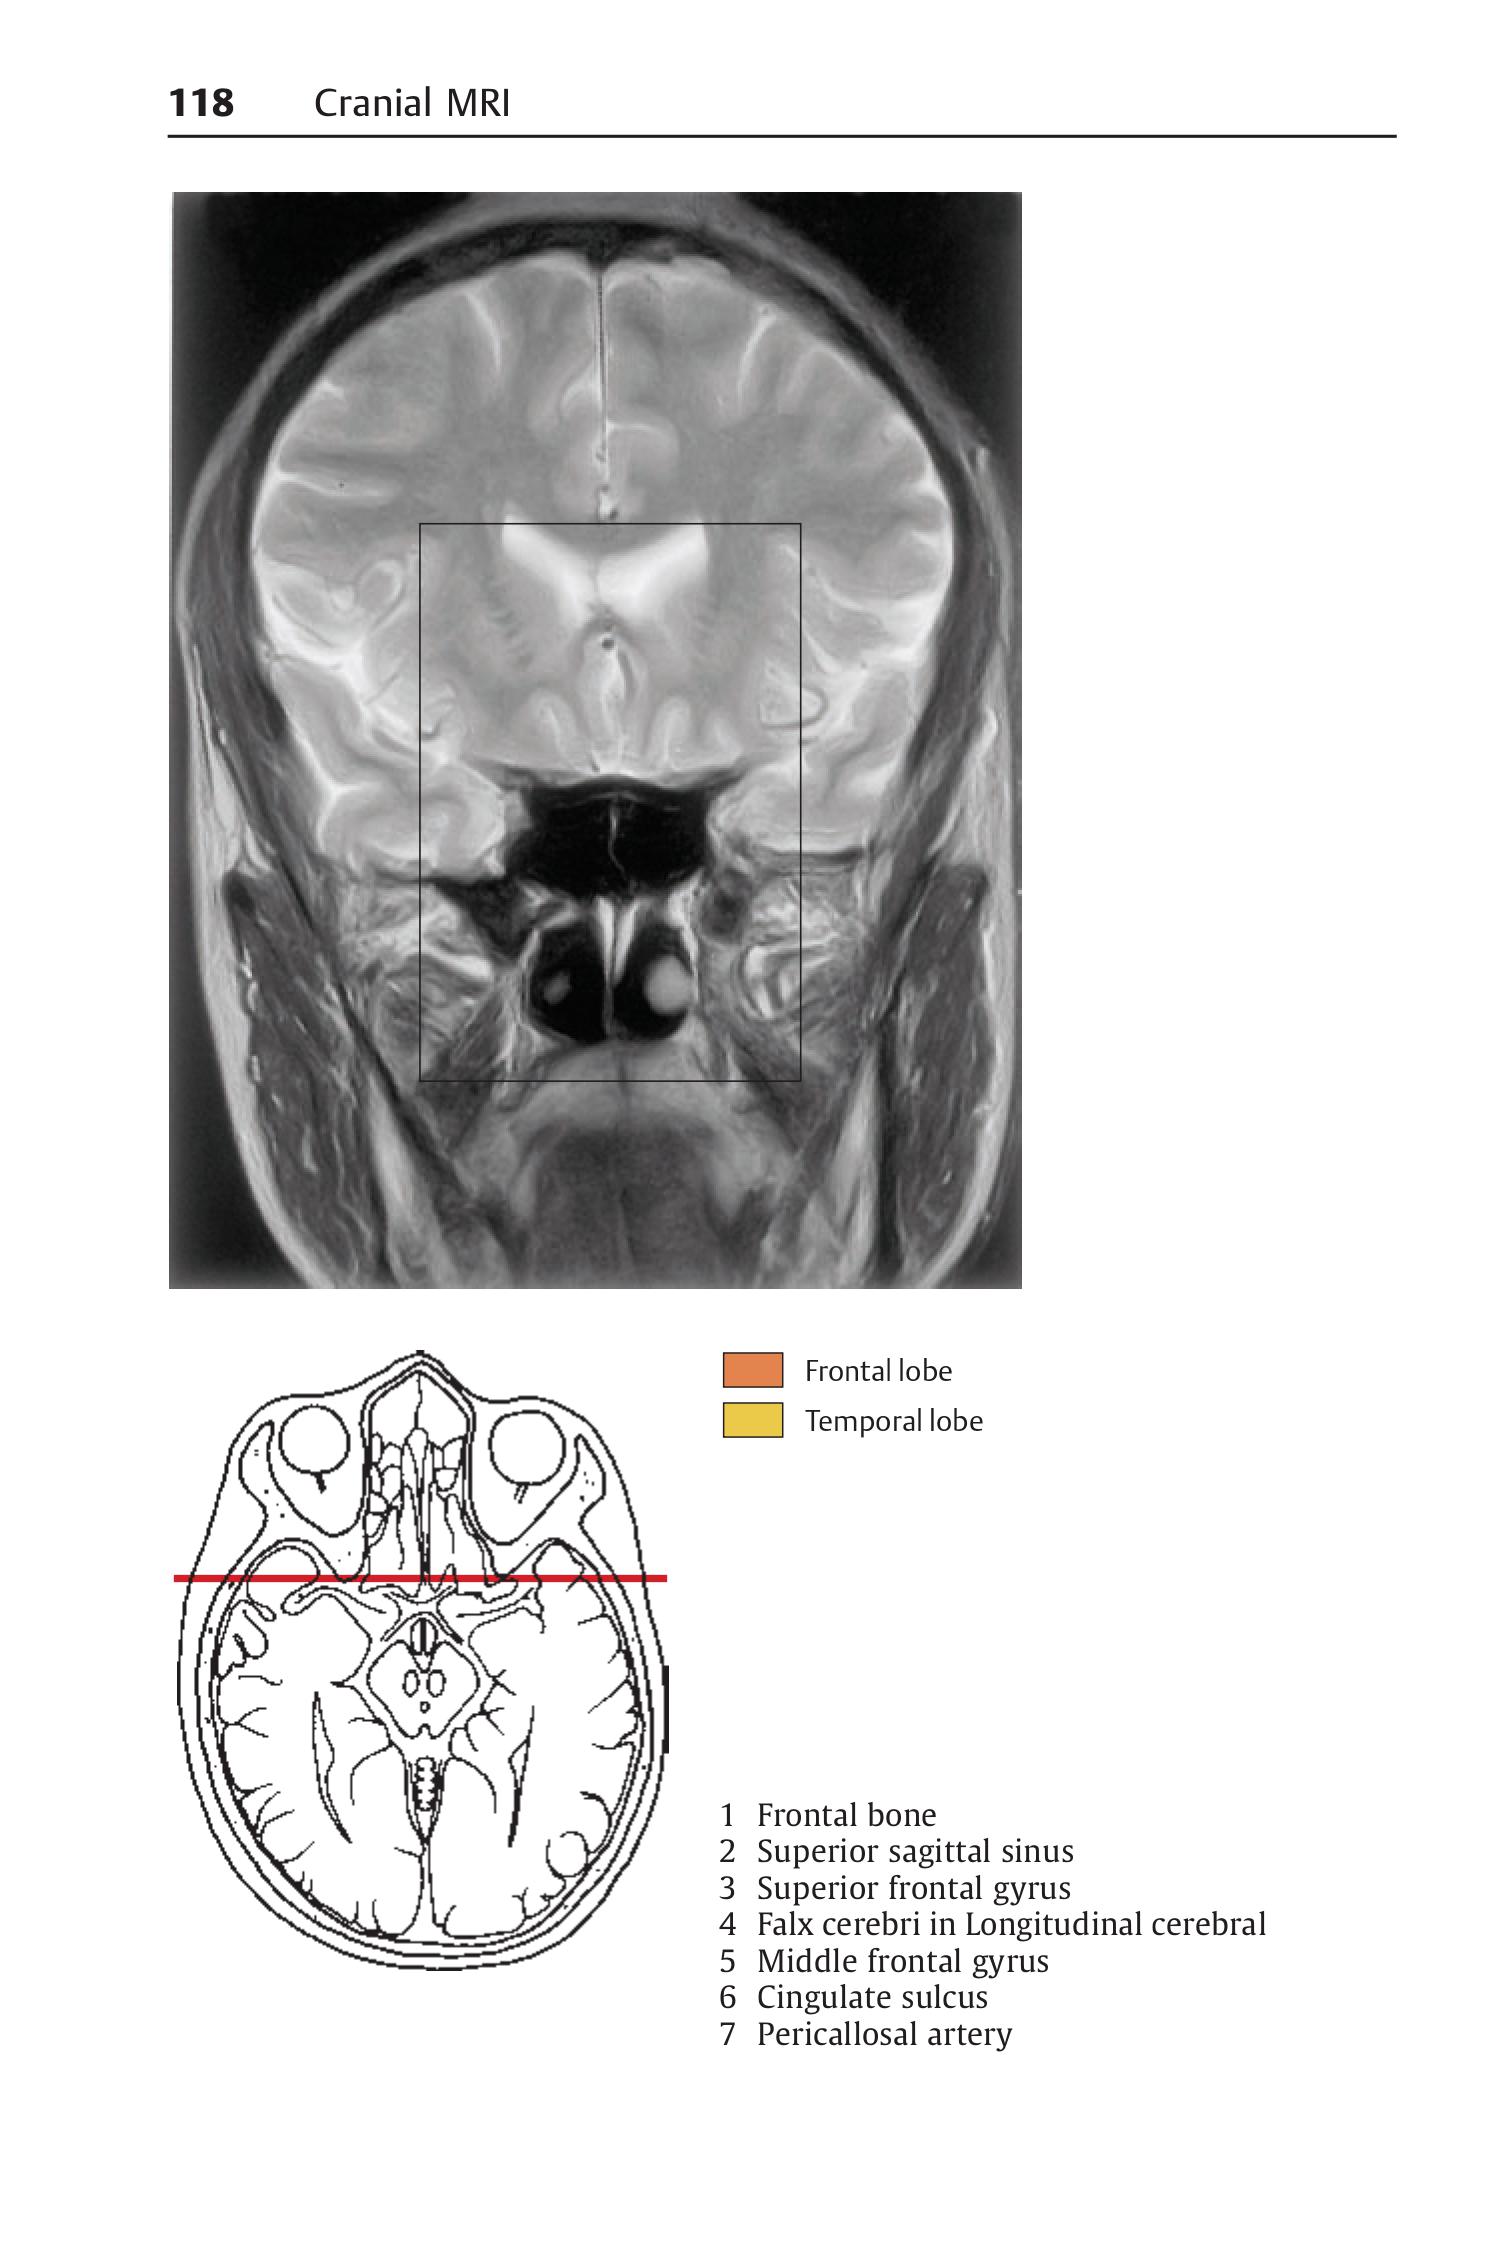 118 Cranial MRI
Frontal lobe
Temporal lobe
1 Frontal bone
2 Superior sagittal sinus
3 Superior frontal gyrus
4 Falx cerebri in Longitudinal cerebral
5 Middle frontal gyrus
6 Cingulate sulcus
7 Pericallosal artery